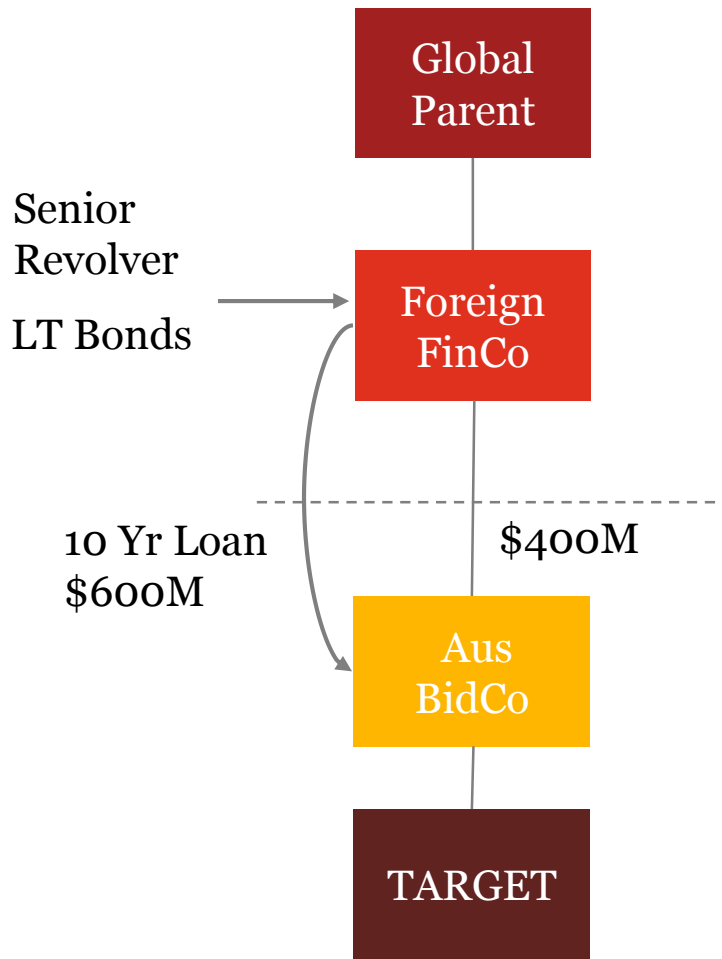 Global
Parent
Senior
Revolver
LT Bonds
Foreign
FinCo
10 Yr Loan
$600M
$400M
Aus
BidCo
TARGET